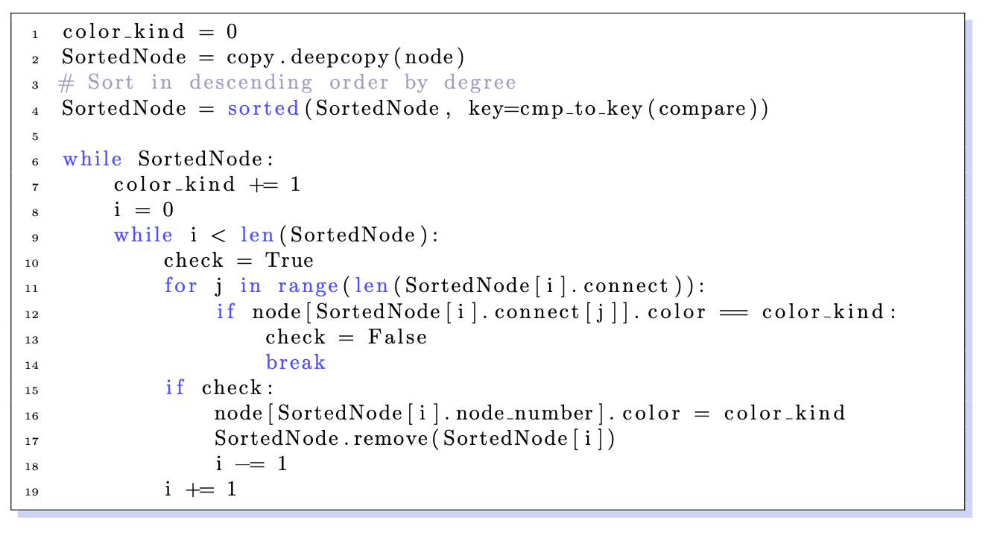 1 color_kind = 0
2 SortedNode = copy.deepcopy(node)
3 # Sort in descending order by degree
4 SortedNode = sorted(SortedNode, key=cmp_to_key(compare))
5
6 while SortedNode:
7     color_kind += 1
8     i = 0
9     while i < len(SortedNode):
10         check = True
11         for j in range(len(SortedNode[i].connect)):
12             if node[SortedNode[i].connect[j]].color == color_kind:
13                 check = False
14                 break
15         if check:
16             node[SortedNode[i].node_number].color = color_kind
17             SortedNode.remove(SortedNode[i])
18             i -= 1
19         i += 1